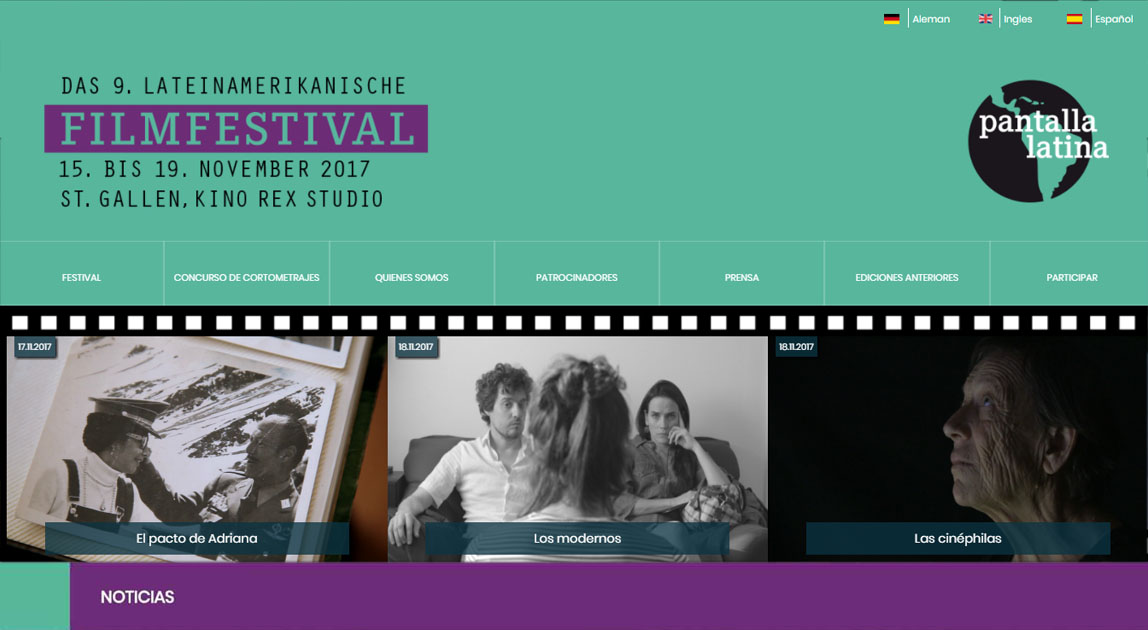 Aleman
Ingles
Español
DAS 9. LATEINAMERIKANISCHE
FILMFESTIVAL
15. BIS 19. NOVEMBER 2017
ST. GALLEN, KINO REX STUDIO
pantalla
latina
FESTIVAL
CONCURSO DE CORTOMETRAJES
QUIENES SOMOS
PATROCINADORES
PRENSA
EDICIONES ANTERIORES
PARTICIPAR
17.11.2017
18.11.2017
18.11.2017
El pacto de Adriana
Los modernos
Las cinéphilas
NOTICIAS